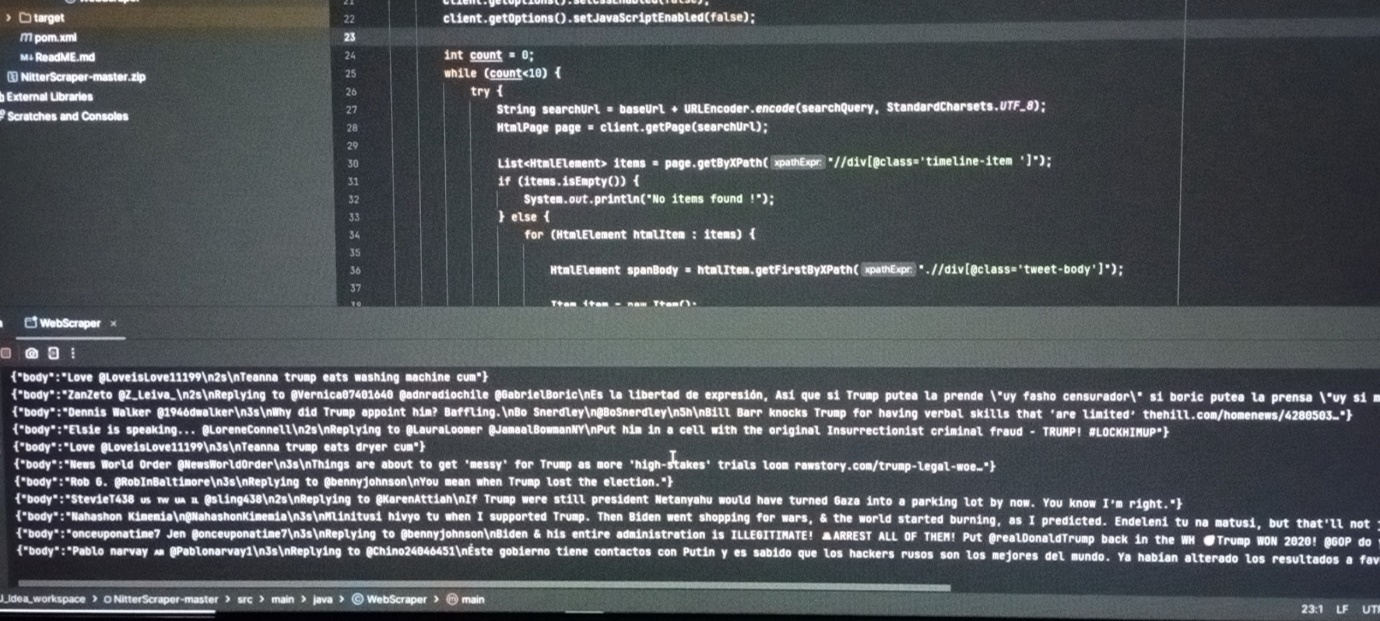 target
pom.xml
ReadME.md
NitterScraper-master.zip
External Libraries
Scratches and Consoles
21
22 client.getOptions().setJavaScriptEnabled(false);
23
24 int count = 0;
25 while (count<10) {
26 try {
27 String searchUrl = baseUrl + URLEncoder.encode(searchQuery, StandardCharsets.UTF_8);
28 HtmlPage page = client.getPage(searchUrl);
29
30 List<HtmlElement> items = page.getByXPath( xpathExpr: "//div[@class='timeline-item ']");
31 if (items.isEmpty()) {
32 System.out.println("No items found !");
33 } else {
34 for (HtmlElement htmlItem : items) {
35
36 HtmlElement spanBody = htmlItem.getFirstByXPath( xpathExpr: ".//div[@class='tweet-body']");
37
Item item = new Item();
WebScraper ×
{"body":"Love @LoveisLove11199\n2s\nTeanna trump eats washing machine cum"}
{"body":"ZanZeto @Z_Leiva_\n2s\nReplying to @Vernica07401640 @adnradiochile @GabrielBoric\nEs la libertad de expresión, Así que si Trump putea la prende \"uy fasho censurador\" si boric putea la prensa \"uy si
{"body":"Dennis Walker @1946dwalker\n3s\nWhy did Trump appoint him? Baffling.\nBo Snerdley\n@BoSnerdley\n5h\nBill Barr knocks Trump for having verbal skills that 'are limited' thehill.com/homenews/4280503…"}
{"body":"Elsie is speaking... @LoreneConnell\n2s\nReplying to @LauraLoomer @JamaalBowmanNY\nPut him in a cell with the original Insurrectionist criminal fraud - TRUMP! #LOCKHIMUP"}
{"body":"Love @LoveisLove11199\n3s\nTeanna trump eats dryer cum"}
{"body":"News World Order @NewsWorldOrder\n3s\nThings are about to get 'messy' for Trump as more 'high-stakes' trials loom rawstory.com/trump-legal-woe…"}
{"body":"Rob G. @RobInBaltimore\n3s\nReplying to @bennyjohnson\nYou mean when Trump lost the election."}
{"body":"StevieT438 US TW UA IL @sling438\n2s\nReplying to @KarenAttiah\nIf Trump were still president Netanyahu would have turned Gaza into a parking lot by now. You know I'm right."}
{"body":"Nahashon Kimemia\n@NahashonKimemia\n3s\nMlinitusi hivyo tu when I supported Trump. Then Biden went shopping for wars, & the world started burning, as I predicted. Endeleni tu na matusi, but that'll not
{"body":"onceuponatime7 Jen @onceuponatime7\n3s\nReplying to @bennyjohnson\nBiden & his entire administration is ILLEGITIMATE! ARREST ALL OF THEM! Put @realDonaldTrump back in the WH Trump WON 2020! @GOP do
{"body":"Pablo narvay @Pablonarvay1\n3s\nReplying to @Chino24046451\nÉste gobierno tiene contactos con Putin y es sabido que los hackers rusos son los mejores del mundo. Ya habian alterado los resultados a fav
NitterScraper-master > src > main > java > WebScraper > main
23:1 LF